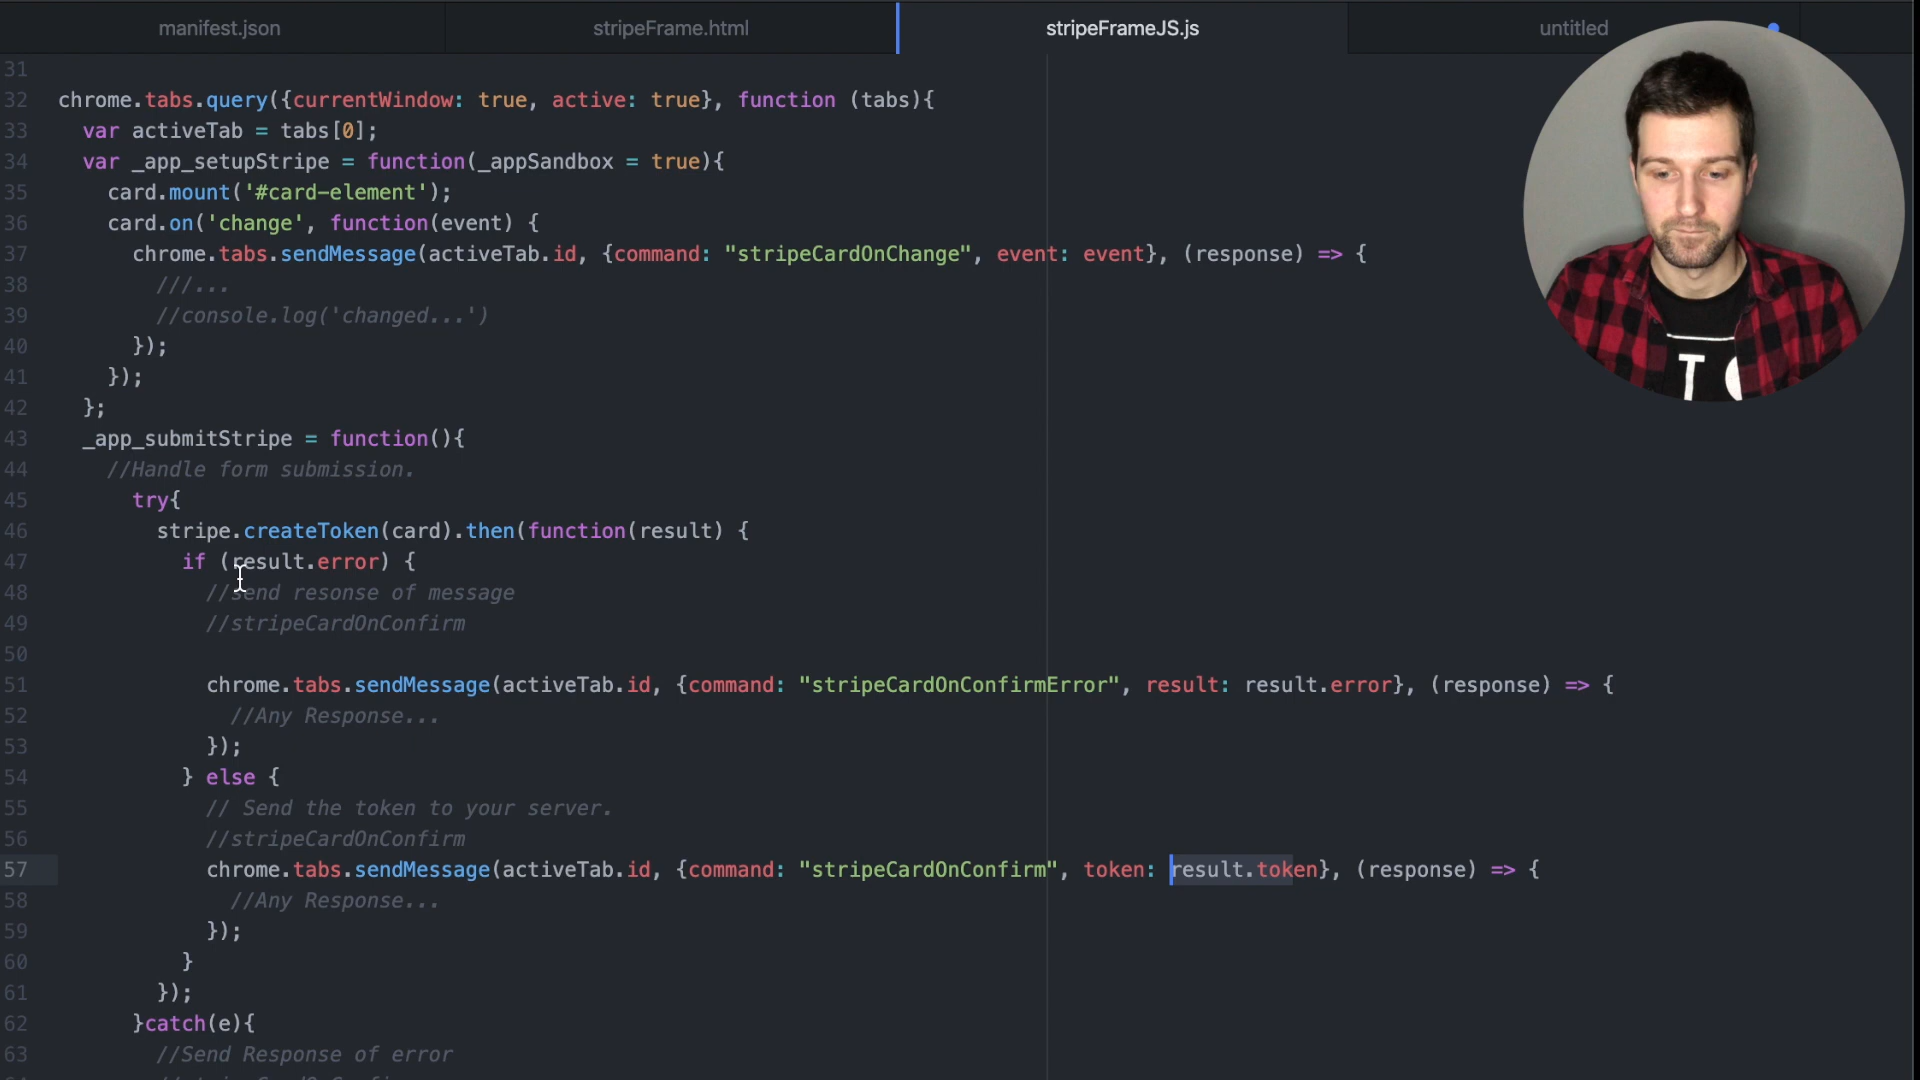 manifest.json
stripeFrame.html
stripeFrameJS.js
untitled
31
32 chrome.tabs.query({currentWindow: true, active: true}, function (tabs){
33 var activeTab = tabs[0];
34 var _app_setupStripe = function(_appSandbox = true){
35 card.mount('#card-element');
36 card.on('change', function(event) {
37 chrome.tabs.sendMessage(activeTab.id, {command: "stripeCardOnChange", event: event}, (response) => {
38 ///...
39 //console.log('changed...')
40 });
41 });
42 };
43 _app_submitStripe = function(){
44 //Handle form submission.
45 try{
46 stripe.createToken(card).then(function(result) {
47 if (result.error) {
48 //send resonse of message
49 //stripeCardOnConfirm
50
51 chrome.tabs.sendMessage(activeTab.id, {command: "stripeCardOnConfirmError", result: result.error}, (response) => {
52 //Any Response...
53 });
54 } else {
55 // Send the token to your server.
56 //stripeCardOnConfirm
57 chrome.tabs.sendMessage(activeTab.id, {command: "stripeCardOnConfirm", token: result.token}, (response) => {
58 //Any Response...
59 });
60 }
61 });
62 }catch(e){
63 //Send Response of error